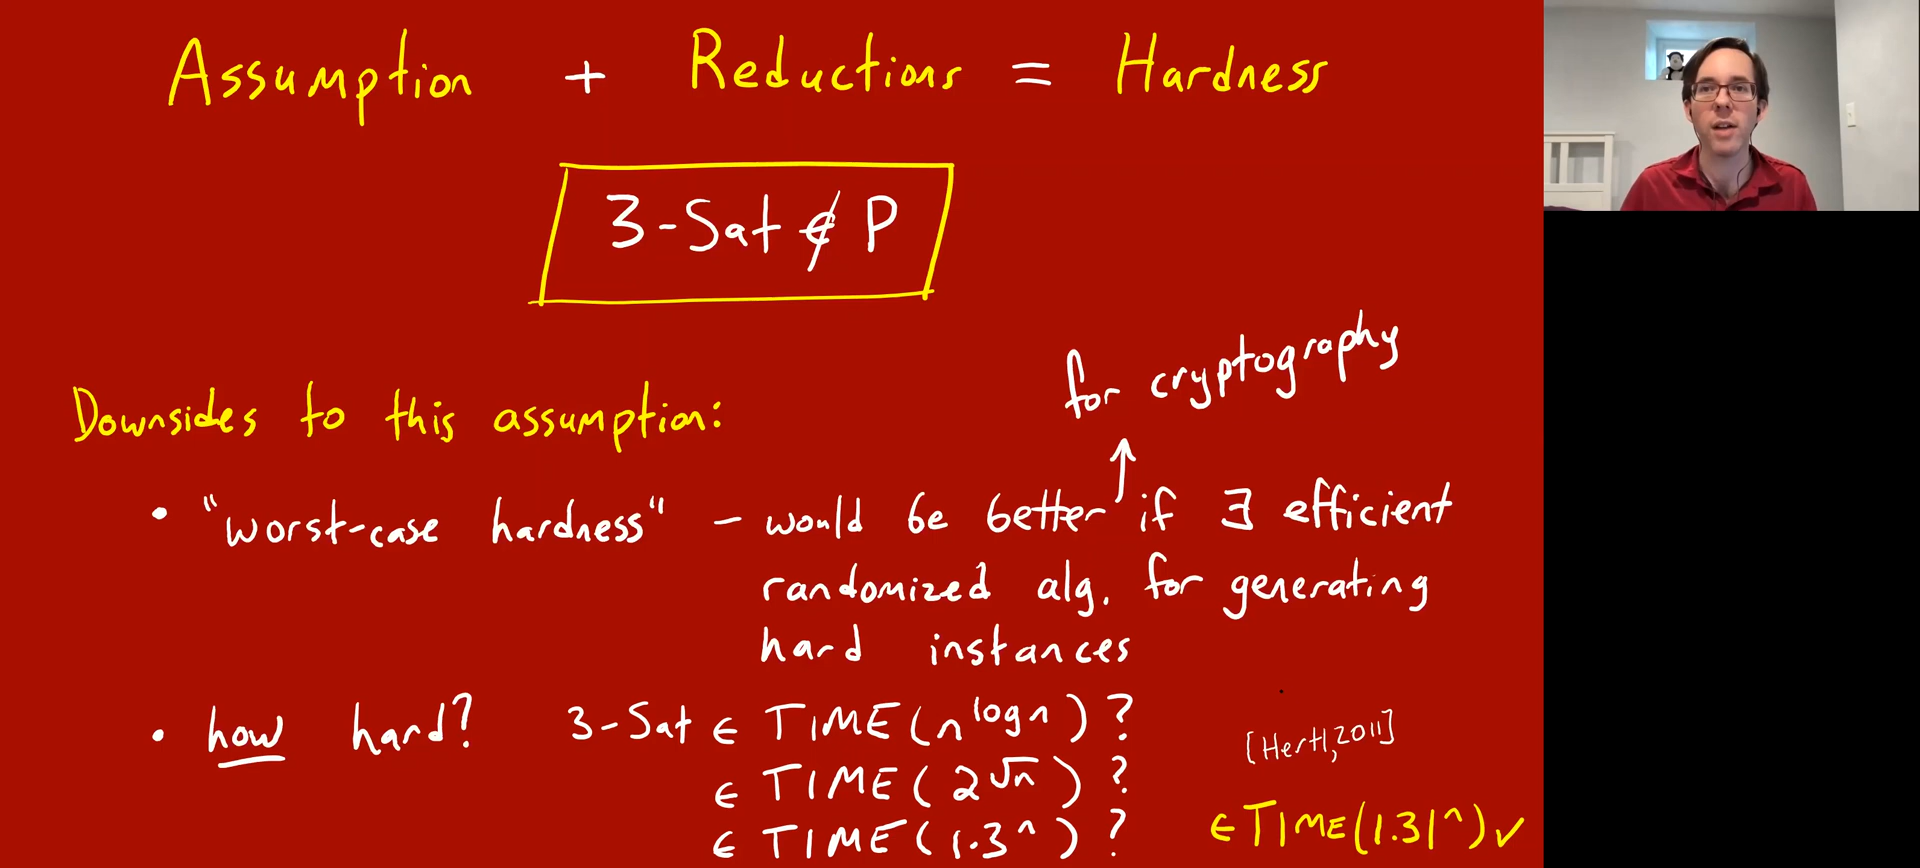 Assumption + Reductions = Hardness
3-Sat ∉ P
for cryptography
↑
Downsides to this assumption:
• "worst-case hardness" – would be better if ∃ efficient
randomized alg. for generating
hard instances
• how hard? 3-Sat ∈ TIME(n^log n)?
[Hertl, 2011]
∈ TIME(2^√n)?
∈ TIME(1.3^n)? ∈ TIME(1.31^n) ✓